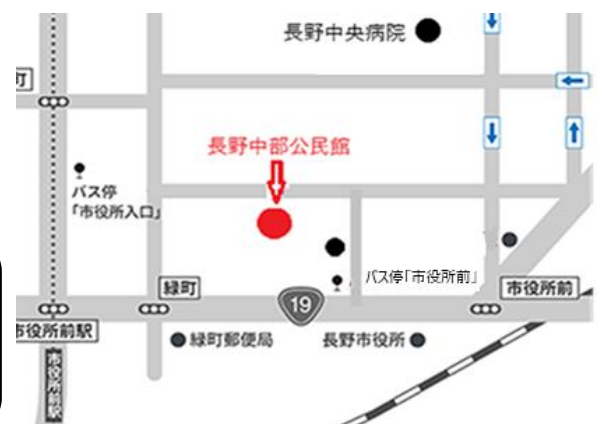 長野中央病院
町
長野中部公民館
バス停
「市役所入口」
バス停「市役所前」
緑町
19
市役所前
市役所前駅
緑町郵便局
長野市役所
市役所前駅